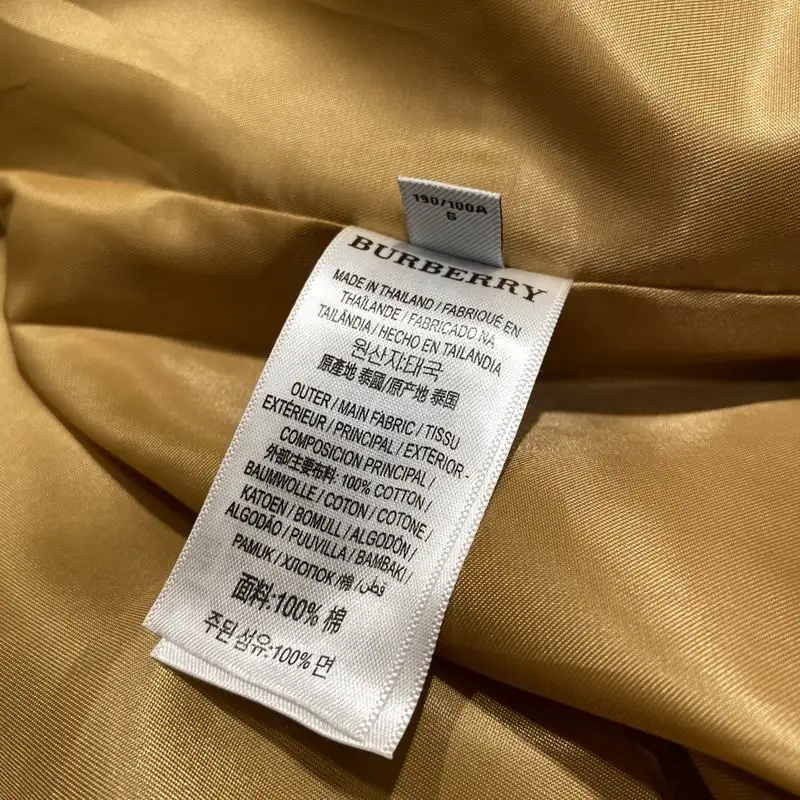 190/100A
6
BURBERRY
MADE IN THAILAND / FABRIQUÉ EN
THAÏLANDE / FABRICADO NA
TAILÂNDIA / HECHO EN TAILANDIA
원산지:태국
原產地 泰國/原产地 泰国
OUTER / MAIN FABRIC / TISSU
EXTÉRIEUR / PRINCIPAL / EXTERIOR-
COMPOSICION PRINCIPAL /
外部/主要布料: 100% COTTON /
BAUMWOLLE / COTON / COTONE /
KATOEN / BOMULL / ALGODÓN /
ALGODÃO / PUUVILLA / BAMBAKI /
PAMUK / ХЛОПОК /棉/ قطن
面料:100% 棉
주된 섬유:100% 면